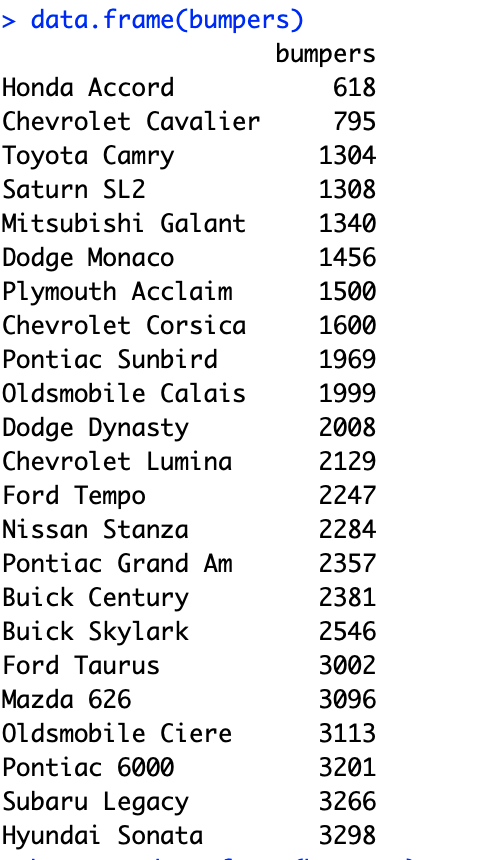 > data.frame(bumpers)
bumpers
Honda Accord 618
Chevrolet Cavalier 795
Toyota Camry 1304
Saturn SL2 1308
Mitsubishi Galant 1340
Dodge Monaco 1456
Plymouth Acclaim 1500
Chevrolet Corsica 1600
Pontiac Sunbird 1969
Oldsmobile Calais 1999
Dodge Dynasty 2008
Chevrolet Lumina 2129
Ford Tempo 2247
Nissan Stanza 2284
Pontiac Grand Am 2357
Buick Century 2381
Buick Skylark 2546
Ford Taurus 3002
Mazda 626 3096
Oldsmobile Ciere 3113
Pontiac 6000 3201
Subaru Legacy 3266
Hyundai Sonata 3298